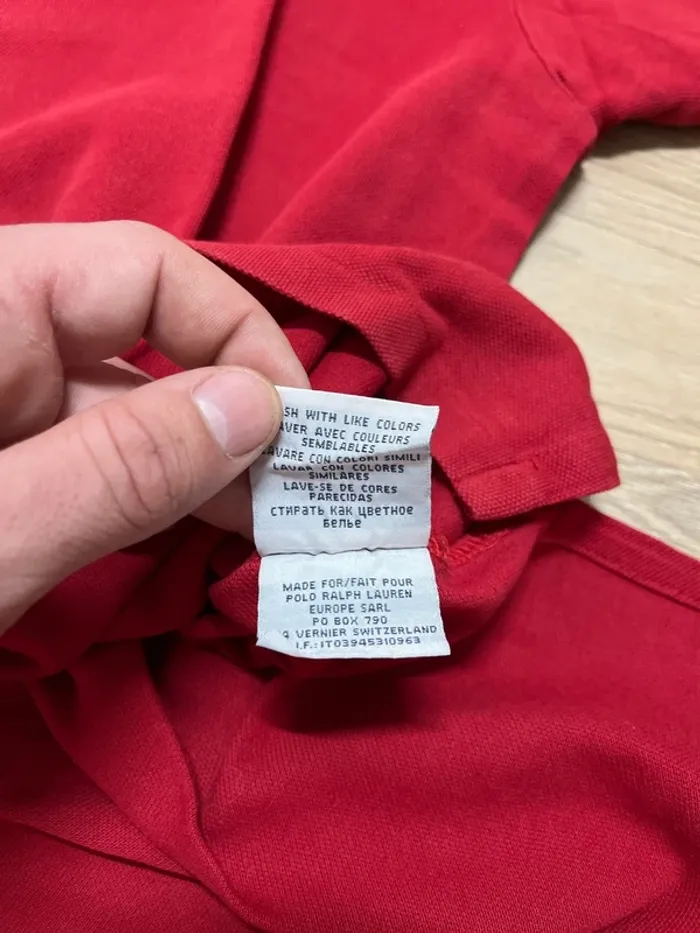 SH WITH LIKE COLORS
AVER AVEC COULEURS
SEMBLABLES
AVARE CON COLORI SIMILI
LAVAR CON COLORES
SIMILARES
LAVE-SE DE CORES
PARECIDAS
СТИРАТЬ КАК ЦВЕТНОЕ
БЕЛЬЕ
MADE FOR/FAIT POUR
POLO RALPH LAUREN
EUROPE SARL
PO BOX 790
4 VERNIER SWITZERLAND
I.F.:IT03945310963